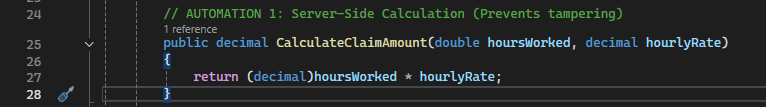 24 // AUTOMATION 1: Server-Side Calculation (Prevents tampering)
1 reference
25 public decimal CalculateClaimAmount(double hoursWorked, decimal hourlyRate)
26 {
27 return (decimal)hoursWorked * hourlyRate;
28 }